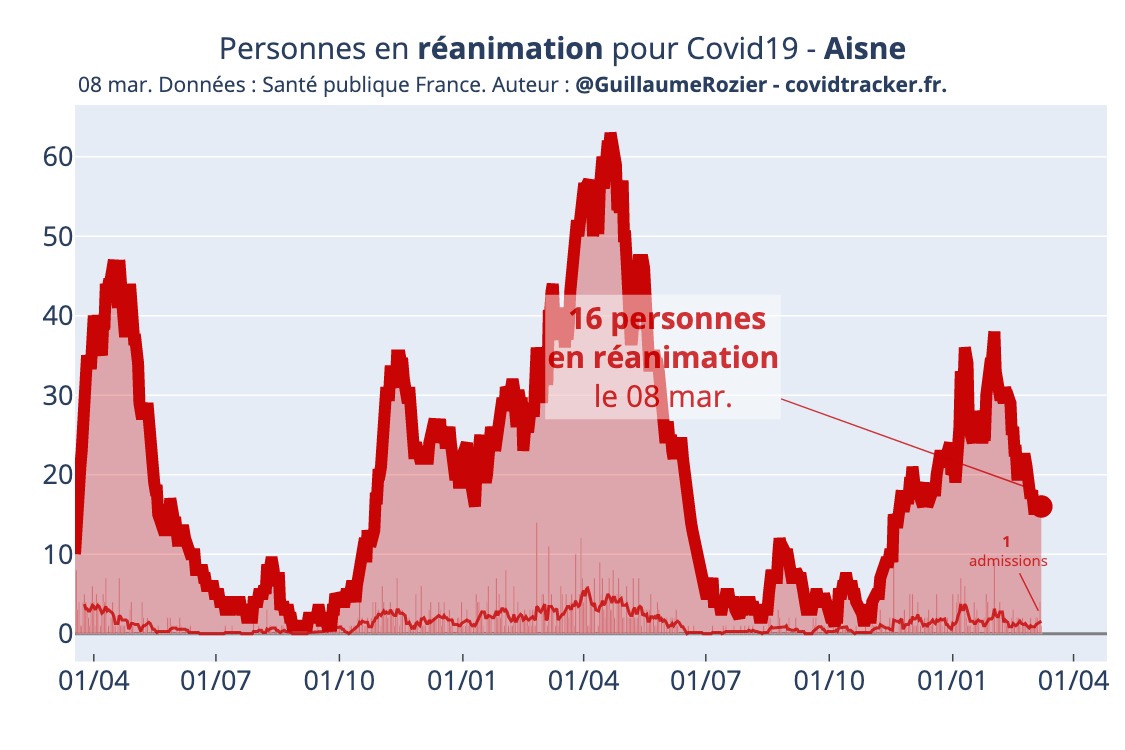 Personnes en réanimation pour Covid19 - Aisne
08 mar. Données : Santé publique France. Auteur : @GuillaumeRozier - covidtracker.fr.
60
50
40
30
20
10
0
16 personnes
en réanimation
le 08 mar.
1
admissions
01/04 01/07 01/10 01/01 01/04 01/07 01/10 01/01 01/04